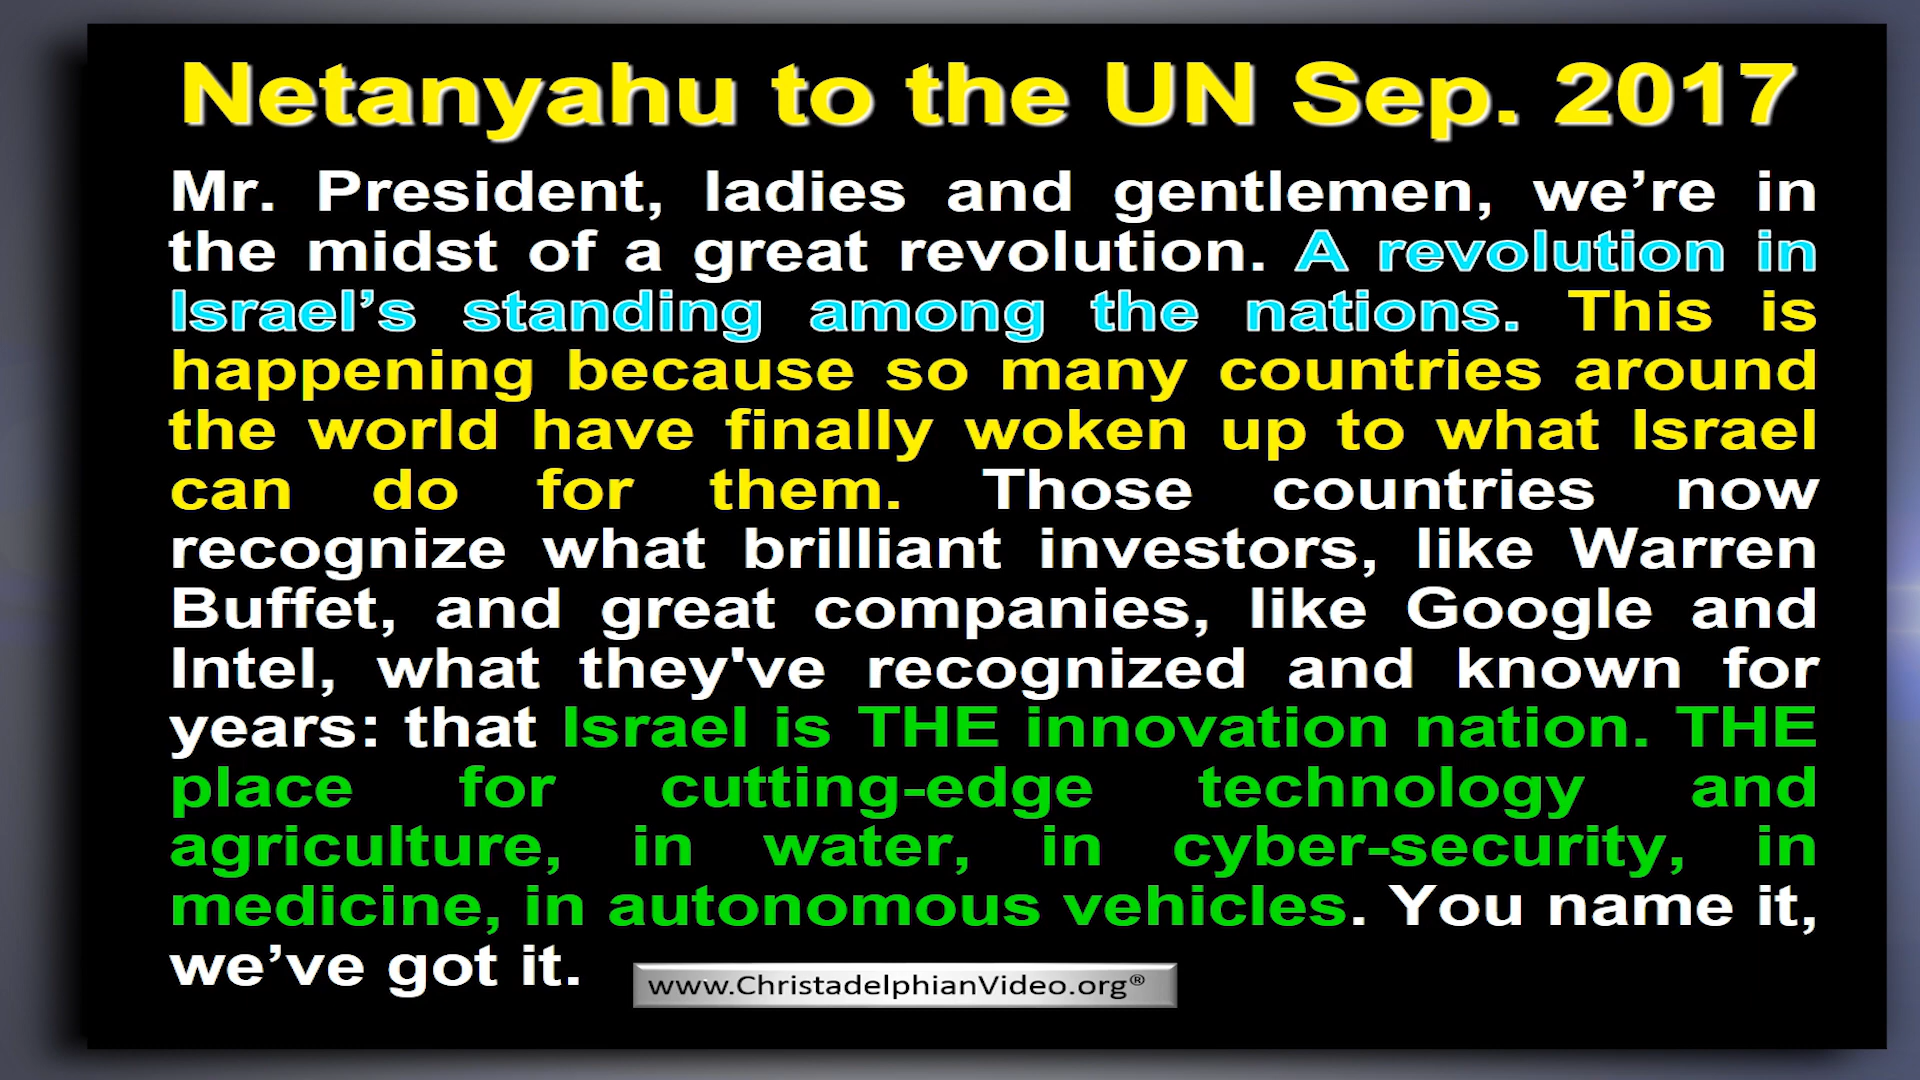 Netanyahu to the UN Sep. 2017
Mr. President, ladies and gentlemen, we’re in
the midst of a great revolution. A revolution in
Israel’s standing among the nations. This is
happening because so many countries around
the world have finally woken up to what Israel
can do for them. Those countries now
recognize what brilliant investors, like Warren
Buffet, and great companies, like Google and
Intel, what they've recognized and known for
years: that Israel is THE innovation nation. THE
place for cutting-edge technology and
agriculture, in water, in cyber-security, in
medicine, in autonomous vehicles. You name it,
we’ve got it.
www.ChristadelphianVideo.org®